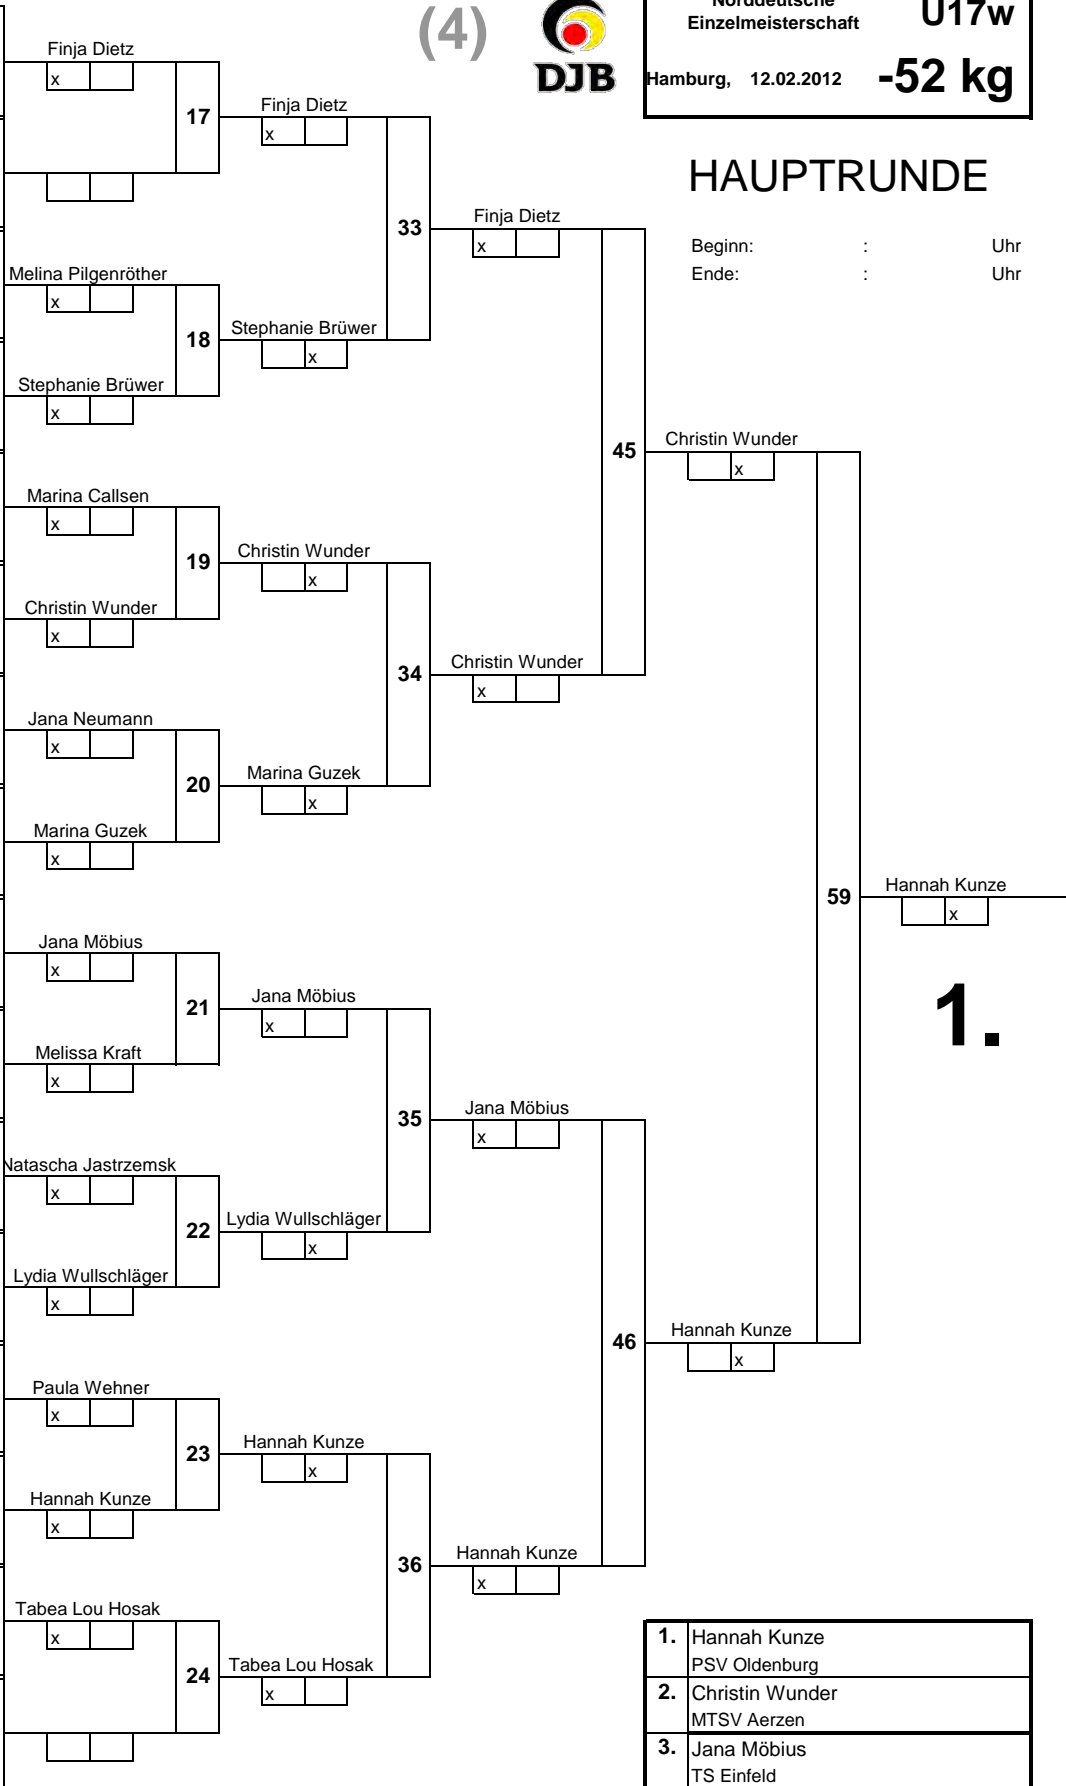 (4)
DJB
Norddeutsche
Einzelmeisterschaft
U17w
Hamburg, 12.02.2012
-52 kg
HAUPTRUNDE
Beginn: : Uhr
Ende: : Uhr
Finja Dietz
x
17
Melina Pilgenröther
x
18
Stephanie Brüwer
x
Marina Callsen
x
19
Christin Wunder
x
Jana Neumann
x
20
Marina Guzek
x
Jana Möbius
x
21
Melissa Kraft
x
Natascha Jastrzemsk
x
22
Lydia Wullschläger
x
Paula Wehner
x
23
Hannah Kunze
x
Tabea Lou Hosak
x
24
Finja Dietz
x
33
Stephanie Brüwer
x
Christin Wunder
x
34
Marina Guzek
x
Jana Möbius
x
35
Lydia Wullschläger
x
Hannah Kunze
x
36
Tabea Lou Hosak
x
Finja Dietz
x
45
Christin Wunder
x
Jana Möbius
x
46
Hannah Kunze
x
Christin Wunder
x
59
Hannah Kunze
x
Hannah Kunze
x
1.
1. Hannah Kunze
PSV Oldenburg
2. Christin Wunder
MTSV Aerzen
3. Jana Möbius
TS Einfeld